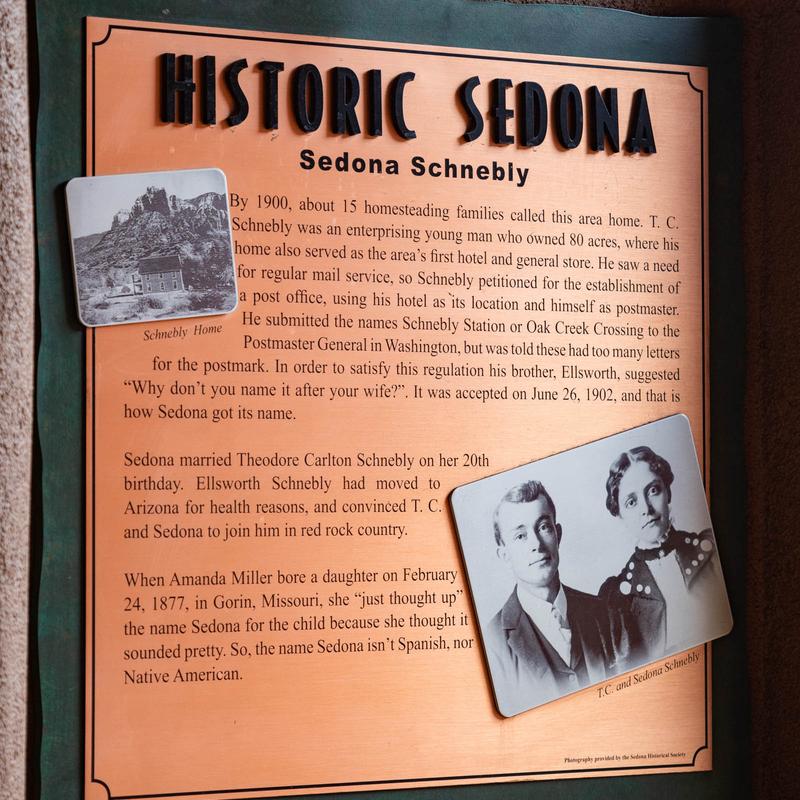 HISTORIC SEDONA
Sedona Schnebly
By 1900, about 15 homesteading families called this area home. T. C.
Schnebly was an enterprising young man who owned 80 acres, where his
home also served as the area's first hotel and general store. He saw a need
for regular mail service, so Schnebly petitioned for the establishment of
a post office, using his hotel as its location and himself as postmaster.
He submitted the names Schnebly Station or Oak Creek Crossing to the
Postmaster General in Washington, but was told these had too many letters
for the postmark. In order to satisfy this regulation his brother, Ellsworth, suggested
“Why don't you name it after your wife?”. It was accepted on June 26, 1902, and that is
how Sedona got its name.
Schnebly Home
Sedona married Theodore Carlton Schnebly on her 20th
birthday. Ellsworth Schnebly had moved to
Arizona for health reasons, and convinced T. C.
and Sedona to join him in red rock country.
When Amanda Miller bore a daughter on February
24, 1877, in Gorin, Missouri, she “just thought up”
the name Sedona for the child because she thought it
sounded pretty. So, the name Sedona isn't Spanish, nor
Native American.
T.C. and Sedona Schnebly
Photography provided by the Sedona Historical Society